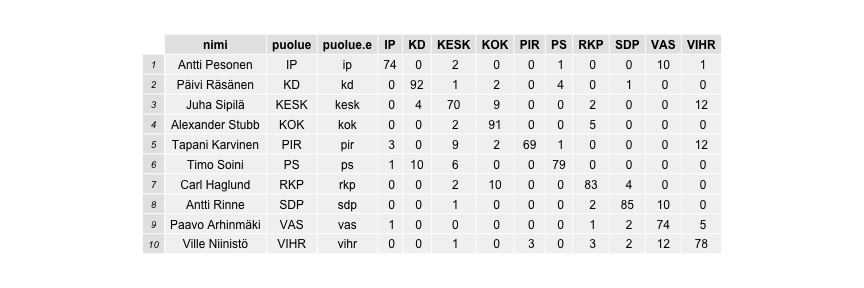 nimi puolue puolue.e IP KD KESK KOK PIR PS RKP SDP VAS VIHR
1 Antti Pesonen IP ip 74 0 2 0 0 1 0 0 10 1
2 Päivi Räsänen KD kd 0 92 1 2 0 4 0 1 0 0
3 Juha Sipilä KESK kesk 0 4 70 9 0 0 2 0 0 12
4 Alexander Stubb KOK kok 0 0 2 91 0 0 5 0 0 0
5 Tapani Karvinen PIR pir 3 0 9 2 69 1 0 0 0 12
6 Timo Soini PS ps 1 10 6 0 0 79 0 0 0 0
7 Carl Haglund RKP rkp 0 0 2 10 0 0 83 4 0 0
8 Antti Rinne SDP sdp 0 0 1 0 0 0 2 85 10 0
9 Paavo Arhinmäki VAS vas 1 0 0 0 0 0 1 2 74 5
10 Ville Niinistö VIHR vihr 0 0 1 0 3 0 3 2 12 78